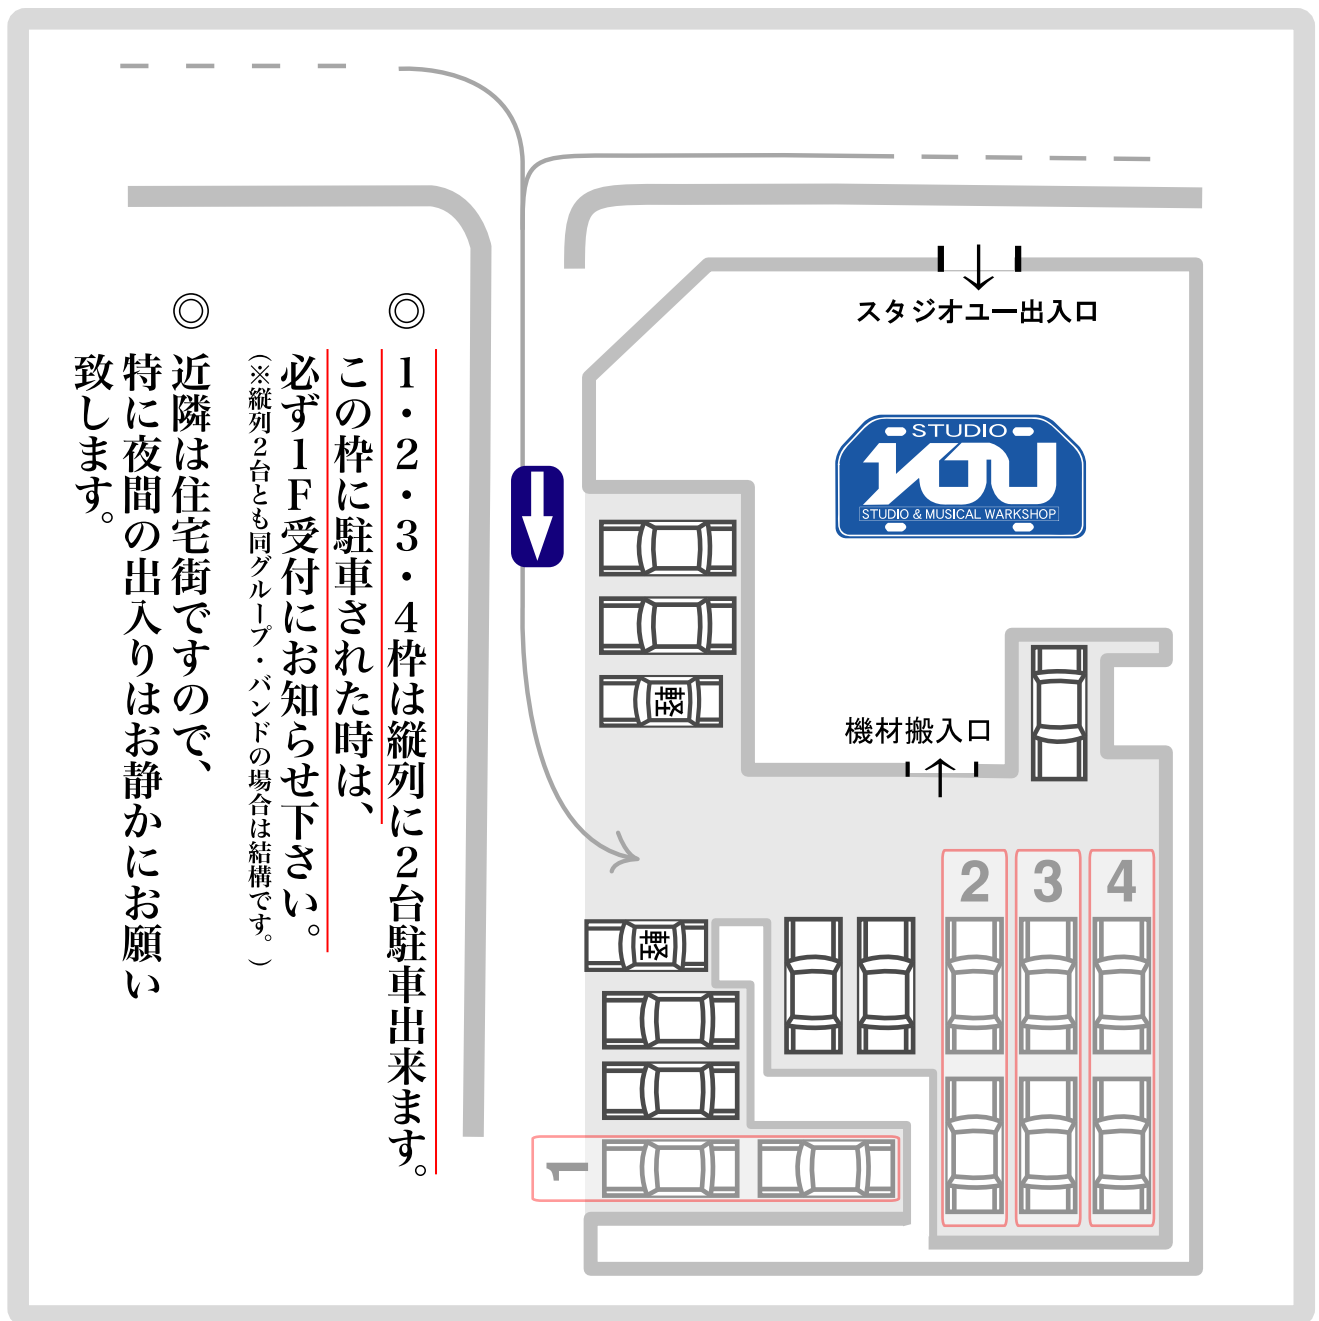 ◎ 1・2・3・4枠は縦列に2台駐車出来ます。
この枠に駐車された時は、
必ず1F受付にお知らせ下さい。
(※縦列2台とも同グループ・バンドの場合は結構です。)
◎ 近隣は住宅街ですので、
特に夜間の出入りはお静かにお願い
致します。
スタジオユー出入口
STUDIO
YOU
STUDIO & MUSICAL WARKSHOP
軽
機材搬入口
2
3
4
軽
1